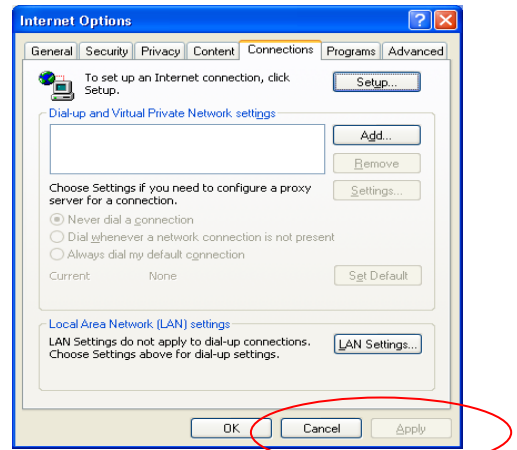 Internet Options
General Security Privacy Content Connections Programs Advanced
To set up an Internet connection, click
Setup.
Setup...
Dial-up and Virtual Private Network settings
Add...
Remove
Choose Settings if you need to configure a proxy
server for a connection.
Settings...
Never dial a connection
Dial whenever a network connection is not present
Always dial my default connection
Current None Set Default
Local Area Network (LAN) settings
LAN Settings do not apply to dial-up connections.
Choose Settings above for dial-up settings.
LAN Settings...
OK Cancel Apply